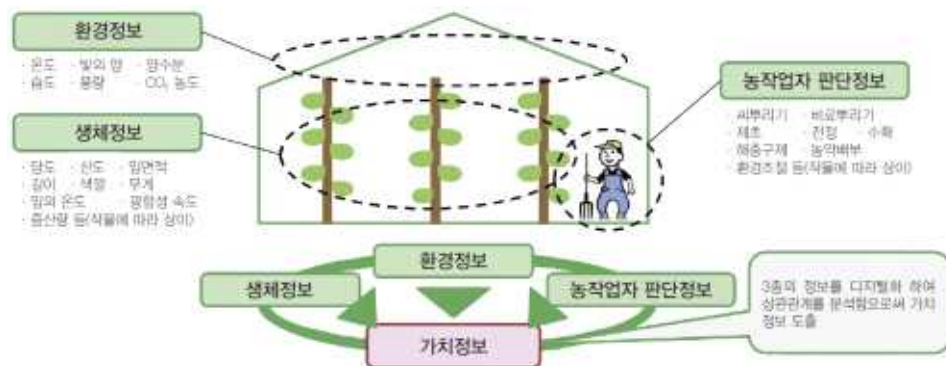 환경정보
· 온도 · 빛의 양 · 양수분
· 습도 · 풍량 · CO₂ 농도
생체정보
· 당도 · 산도 · 잎면적
· 길이 · 색깔 · 무게
· 잎의 온도 · 광합성 속도
· 증산량 등(작물에 따라 상이)
농작업자 판단정보
· 씨뿌리기 · 비료뿌리기
· 제초 · 전정 · 수확
· 해충구제 · 농약배부
· 환경조절 등(작물에 따라 상이)
환경정보
생체정보
농작업자 판단정보
가치정보
3종의 정보를 디지털화 하여
상관관계를 분석함으로써 가치
정보 도출